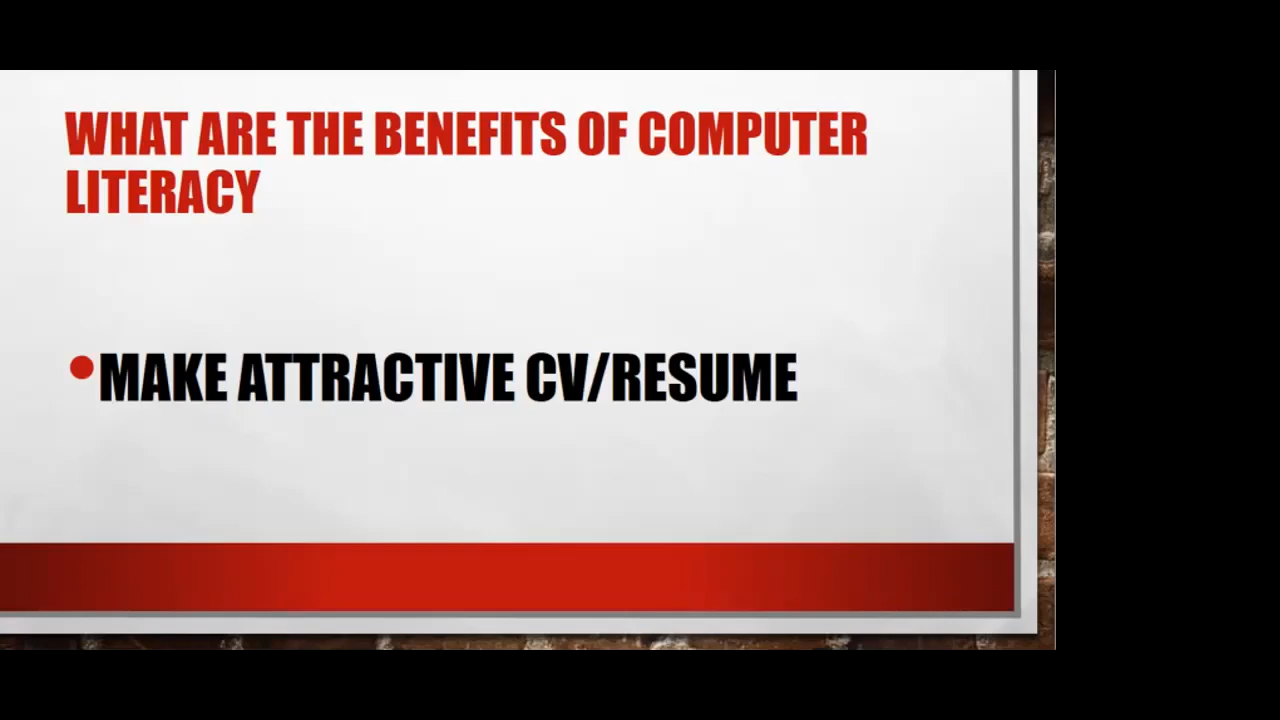 WHAT ARE THE BENEFITS OF COMPUTER
LITERACY
•MAKE ATTRACTIVE CV/RESUME